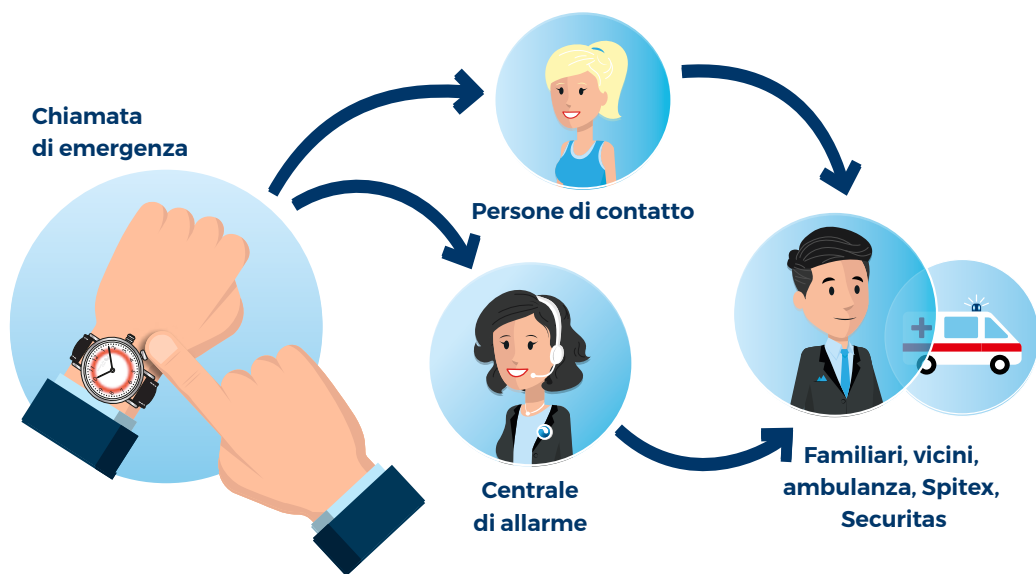 Chiamata
di emergenza
Persone di contatto
Centrale
di allarme
Familiari, vicini,
ambulanza, Spitex,
Securitas